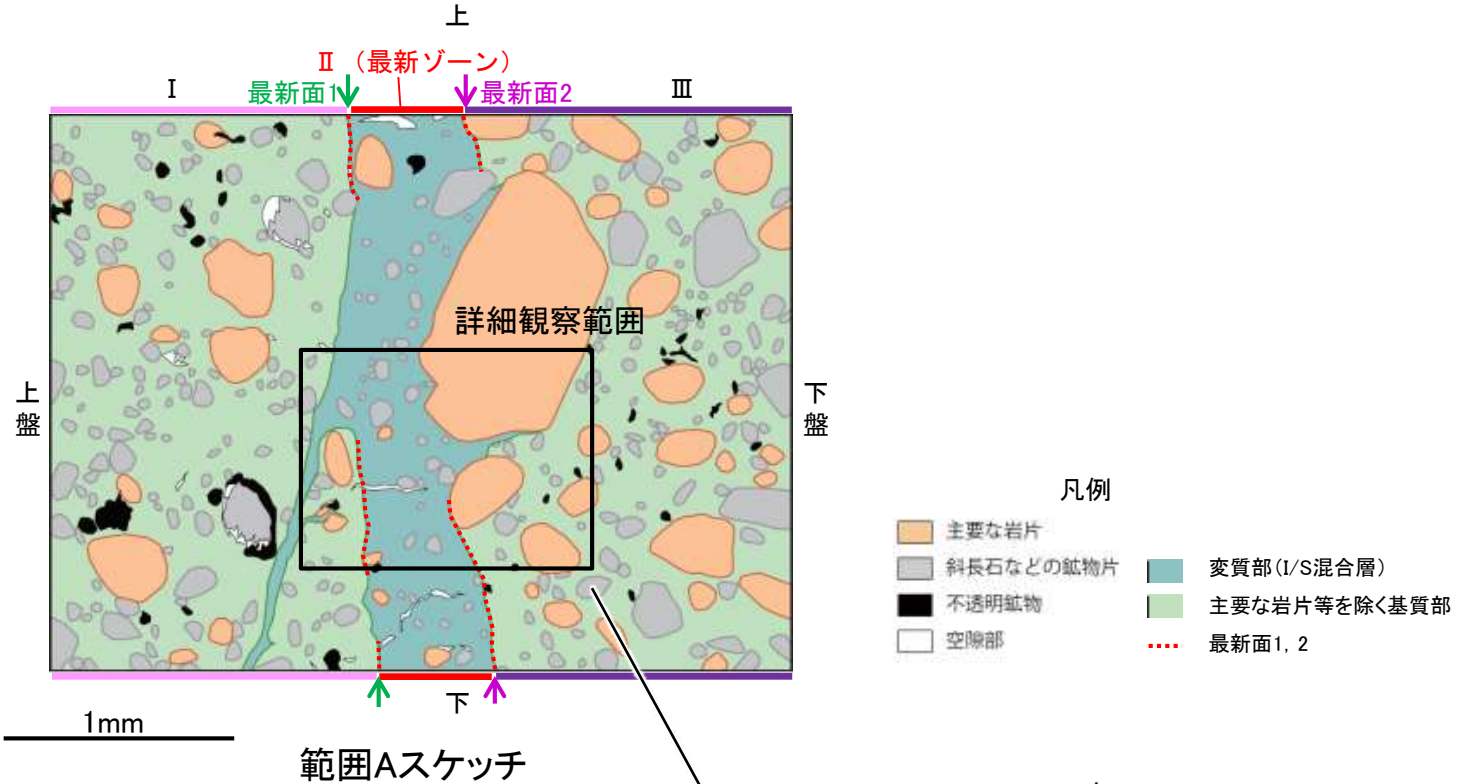 上
Ⅱ（最新ゾーン）
Ⅰ
最新面1
最新面2
Ⅲ
詳細観察範囲
上盤
下盤
下
1mm
範囲Aスケッチ
凡例
主要な岩片
斜長石などの鉱物片
不透明鉱物
空隙部
変質部(I/S混合層)
主要な岩片等を除く基質部
最新面1, 2